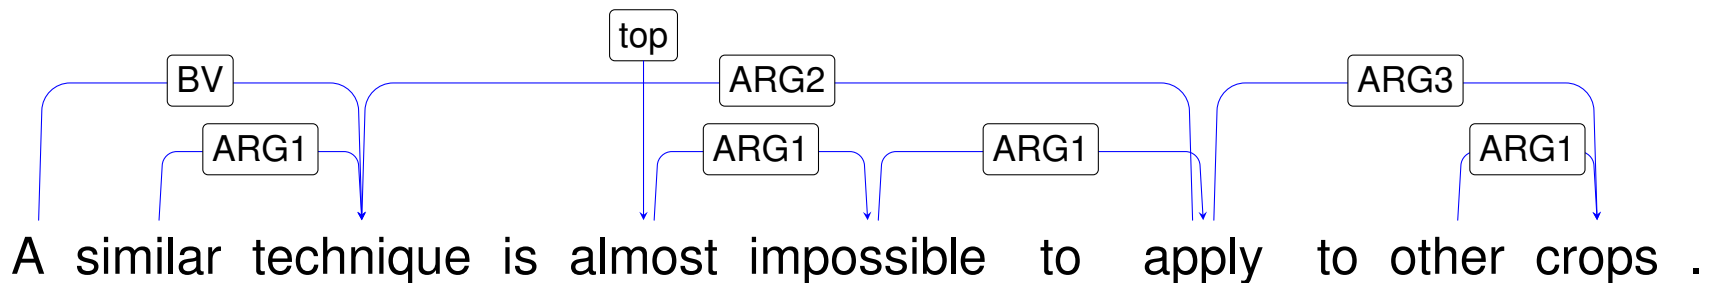 top
BV ARG2 ARG3
ARG1 ARG1 ARG1 ARG1
A similar technique is almost impossible to apply to other crops .